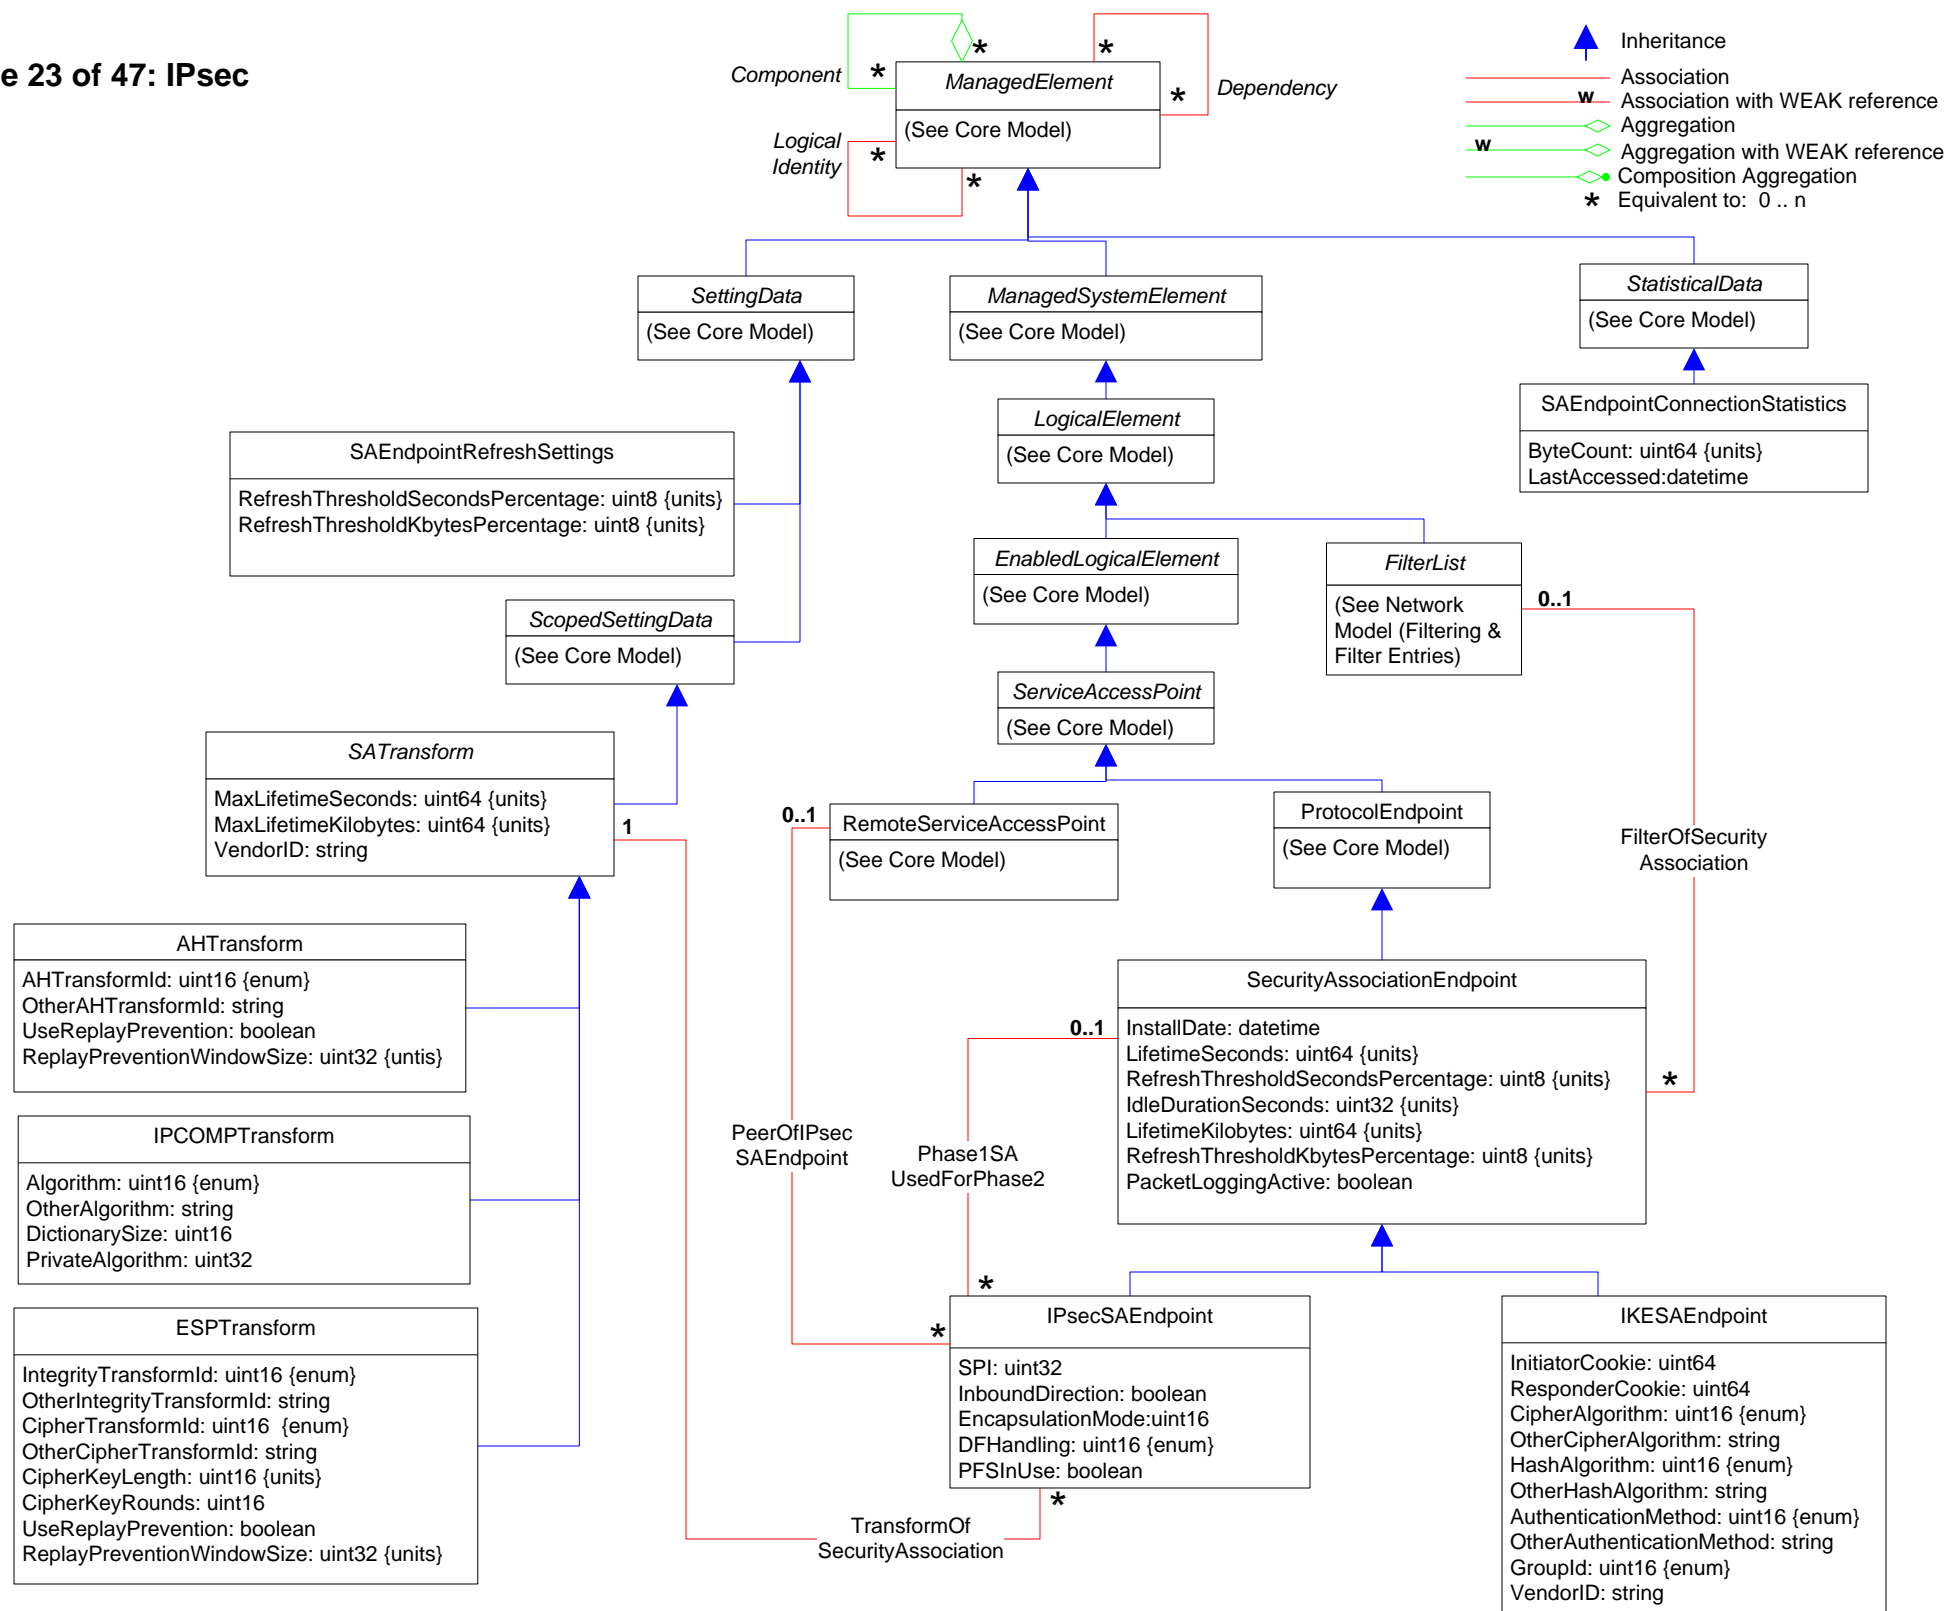 e 23 of 47: IPsec
Inheritance
Association
w
Association with WEAK reference
Aggregation
w
Aggregation with WEAK reference
Composition Aggregation
* Equivalent to: 0 .. n
Component
*
*
*
*
Dependency
Logical
Identity
*
*
ManagedElement
(See Core Model)
SettingData
(See Core Model)
ManagedSystemElement
(See Core Model)
StatisticalData
(See Core Model)
SAEndpointConnectionStatistics
ByteCount: uint64 {units}
LastAccessed:datetime
LogicalElement
(See Core Model)
SAEndpointRefreshSettings
RefreshThresholdSecondsPercentage: uint8 {units}
RefreshThresholdKbytesPercentage: uint8 {units}
EnabledLogicalElement
(See Core Model)
FilterList
(See Network
Model (Filtering &
Filter Entries)
0..1
ScopedSettingData
(See Core Model)
ServiceAccessPoint
(See Core Model)
SATransform
MaxLifetimeSeconds: uint64 {units}
MaxLifetimeKilobytes: uint64 {units}
VendorID: string
1
0..1
RemoteServiceAccessPoint
(See Core Model)
ProtocolEndpoint
(See Core Model)
FilterOfSecurity
Association
AHTransform
AHTransformId: uint16 {enum}
OtherAHTransformId: string
UseReplayPrevention: boolean
ReplayPreventionWindowSize: uint32 {untis}
SecurityAssociationEndpoint
InstallDate: datetime
LifetimeSeconds: uint64 {units}
RefreshThresholdSecondsPercentage: uint8 {units}
IdleDurationSeconds: uint32 {units}
LifetimeKilobytes: uint64 {units}
RefreshThresholdKbytesPercentage: uint8 {units}
PacketLoggingActive: boolean
0..1
*
IPCOMPTransform
Algorithm: uint16 {enum}
OtherAlgorithm: string
DictionarySize: uint16
PrivateAlgorithm: uint32
PeerOfIPsec
SAEndpoint
Phase1SA
UsedForPhase2
*
*
ESPTransform
IntegrityTransformId: uint16 {enum}
OtherIntegrityTransformId: string
CipherTransformId: uint16  {enum}
OtherCipherTransformId: string
CipherKeyLength: uint16 {units}
CipherKeyRounds: uint16
UseReplayPrevention: boolean
ReplayPreventionWindowSize: uint32 {units}
IPsecSAEndpoint
SPI: uint32
InboundDirection: boolean
EncapsulationMode:uint16
DFHandling: uint16 {enum}
PFSInUse: boolean
*
TransformOf
SecurityAssociation
IKESAEndpoint
InitiatorCookie: uint64
ResponderCookie: uint64
CipherAlgorithm: uint16 {enum}
OtherCipherAlgorithm: string
HashAlgorithm: uint16 {enum}
OtherHashAlgorithm: string
AuthenticationMethod: uint16 {enum}
OtherAuthenticationMethod: string
GroupId: uint16 {enum}
VendorID: string